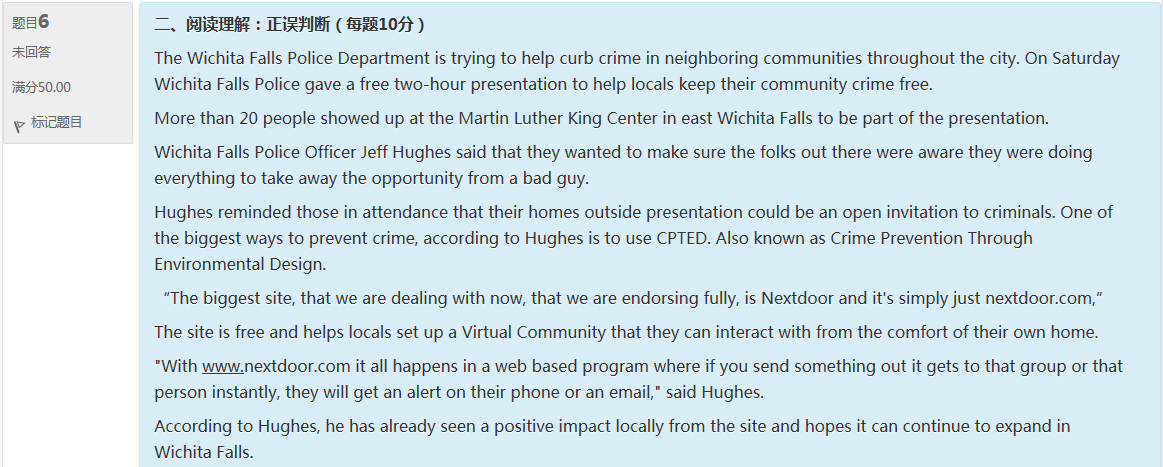 题目6
未回答
满分50.00
标记题目
二、阅读理解：正误判断（每题10分）
The Wichita Falls Police Department is trying to help curb crime in neighboring communities throughout the city. On Saturday
Wichita Falls Police gave a free two-hour presentation to help locals keep their community crime free.
More than 20 people showed up at the Martin Luther King Center in east Wichita Falls to be part of the presentation.
Wichita Falls Police Officer Jeff Hughes said that they wanted to make sure the folks out there were aware they were doing
everything to take away the opportunity from a bad guy.
Hughes reminded those in attendance that their homes outside presentation could be an open invitation to criminals. One of
the biggest ways to prevent crime, according to Hughes is to use CPTED. Also known as Crime Prevention Through
Environmental Design.
“The biggest site, that we are dealing with now, that we are endorsing fully, is Nextdoor and it's simply just nextdoor.com,“
The site is free and helps locals set up a Virtual Community that they can interact with from the comfort of their own home.
"With www.nextdoor.com it all happens in a web based program where if you send something out it gets to that group or that
person instantly, they will get an alert on their phone or an email," said Hughes.
According to Hughes, he has already seen a positive impact locally from the site and hopes it can continue to expand in
Wichita Falls.